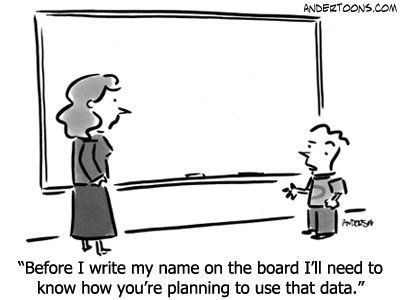 ANDERTOONS.COM
ANDERSON
“Before I write my name on the board I’ll need to
know how you’re planning to use that data.”